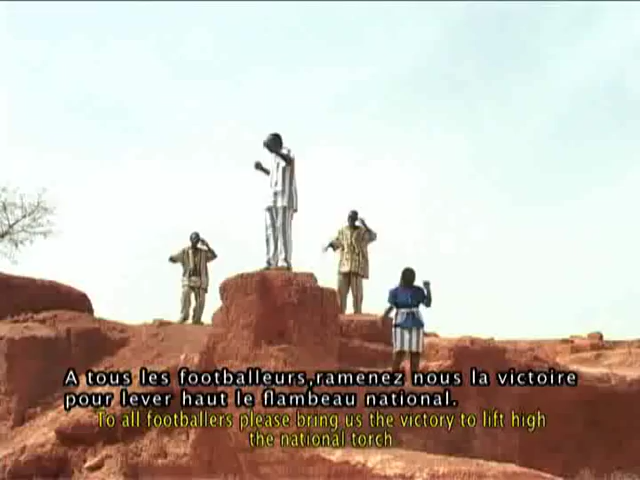 A tous les footballeurs,ramenez nous la victoire
pour lever haut le flambeau national.
To all footballers please bring us the victory to lift high
the national torch